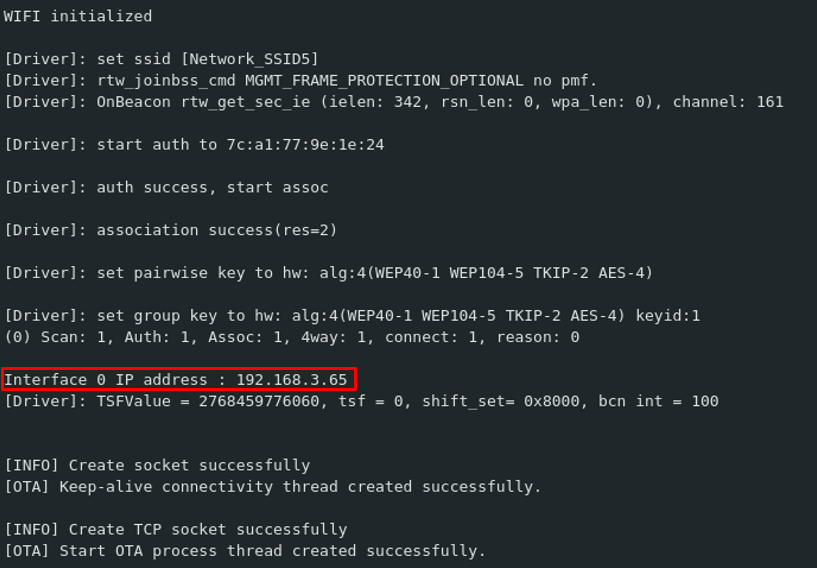 WIFI initialized
[Driver]: set ssid [Network_SSID5]
[Driver]: rtw_joinbss_cmd MGMT_FRAME_PROTECTION_OPTIONAL no pmf.
[Driver]: OnBeacon rtw_get_sec_ie (ielen: 342, rsn_len: 0, wpa_len: 0), channel: 161
[Driver]: start auth to 7c:a1:77:9e:1e:24
[Driver]: auth success, start assoc
[Driver]: association success(res=2)
[Driver]: set pairwise key to hw: alg:4(WEP40-1 WEP104-5 TKIP-2 AES-4)
[Driver]: set group key to hw: alg:4(WEP40-1 WEP104-5 TKIP-2 AES-4) keyid:1
(0) Scan: 1, Auth: 1, Assoc: 1, 4way: 1, connect: 1, reason: 0
Interface 0 IP address : 192.168.3.65
[Driver]: TSFValue = 2768459776060, tsf = 0, shift_set= 0x8000, bcn int = 100
[INFO] Create socket successfully
[OTA] Keep-alive connectivity thread created successfully.
[INFO] Create TCP socket successfully
[OTA] Start OTA process thread created successfully.